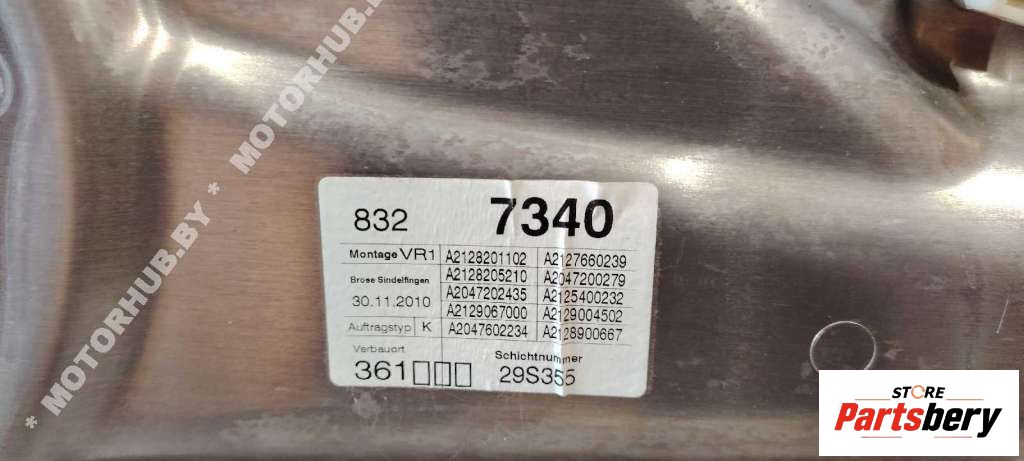 832 7340
Montage VR1 A2128201102 A2127660239
Brose Sindelfingen A2128205210 A2047200279
30.11.2010 A2047202435 A2125400232
A2129067000 A2129004502
Auftragstyp K A2047602234 A2128900667
Verbauort Schichtnummer
361 29S355
* MOTORHUB.BY * MOTORHUB.BY
STORE
Partsbery